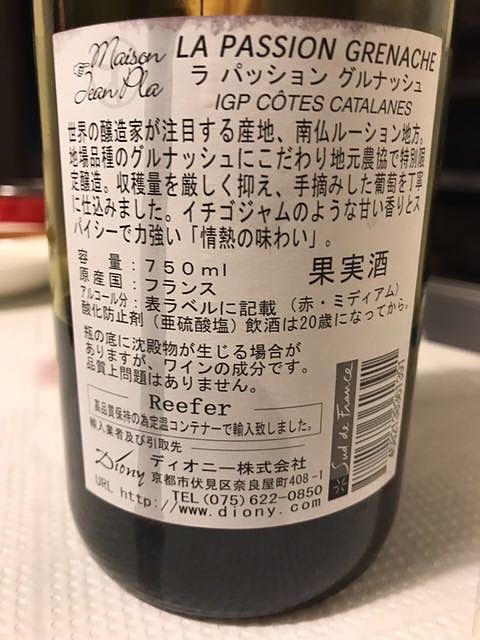 Maison
Jean Pla
LA PASSION GRENACHE
ラ パッション グルナッシュ
IGP CÔTES CATALANES
世界の醸造家が注目する産地、南仏ルーション地方。
地場品種のグルナッシュにこだわり地元農協で特別限
定醸造。収穫量を厳しく抑え、手摘みした葡萄を丁寧
に仕込みました。イチゴジャムのような甘い香りとス
パイシーで力強い「情熱の味わい」。
容 量：750ml 果実酒
原産国：フランス
アルコール分：表ラベルに記載（赤・ミディアム）
酸化防止剤（亜硫酸塩）飲酒は20歳になってから。
瓶の底に沈殿物が生じる場合が
ありますが、ワインの成分です。
品質上問題はありません。
Reefer
高品質保持の為定温コンテナーで輸入致しました。
輸入業者及び引取先
Diony ディオニー株式会社
京都市伏見区奈良屋町408-1
TEL(075)622-0850
URL http://www.diony.com
Sud de France